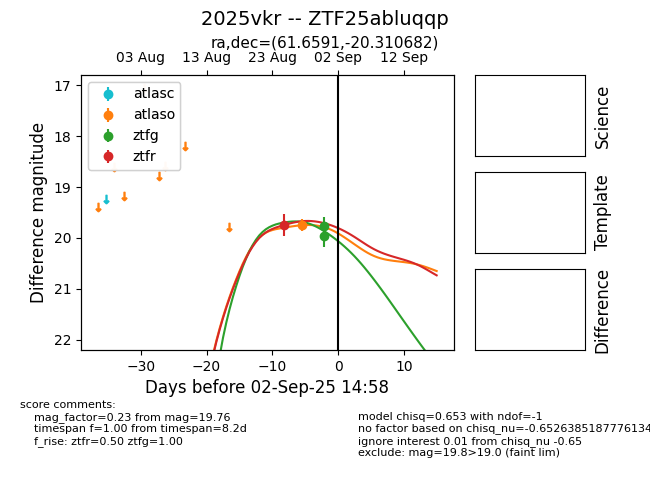 2025vkr -- ZTF25abluqqp
ra,dec=(61.6591,-20.310682)
03 Aug 13 Aug 23 Aug 02 Sep 12 Sep
17
18
19
20
21
22
Difference magnitude
atlasc
atlaso
ztfg
ztfr
−30 −20 −10 0 10
Days before 02-Sep-25 14:58
Science
Template
Difference
score comments:
mag_factor=0.23 from mag=19.76
timespan f=1.00 from timespan=8.2d
f_rise: ztfr=0.50 ztfg=1.00
model chisq=0.653 with ndof=-1
no factor based on chisq_nu=-0.6526385187776134
ignore interest 0.01 from chisq_nu -0.65
exclude: mag=19.8>19.0 (faint lim)